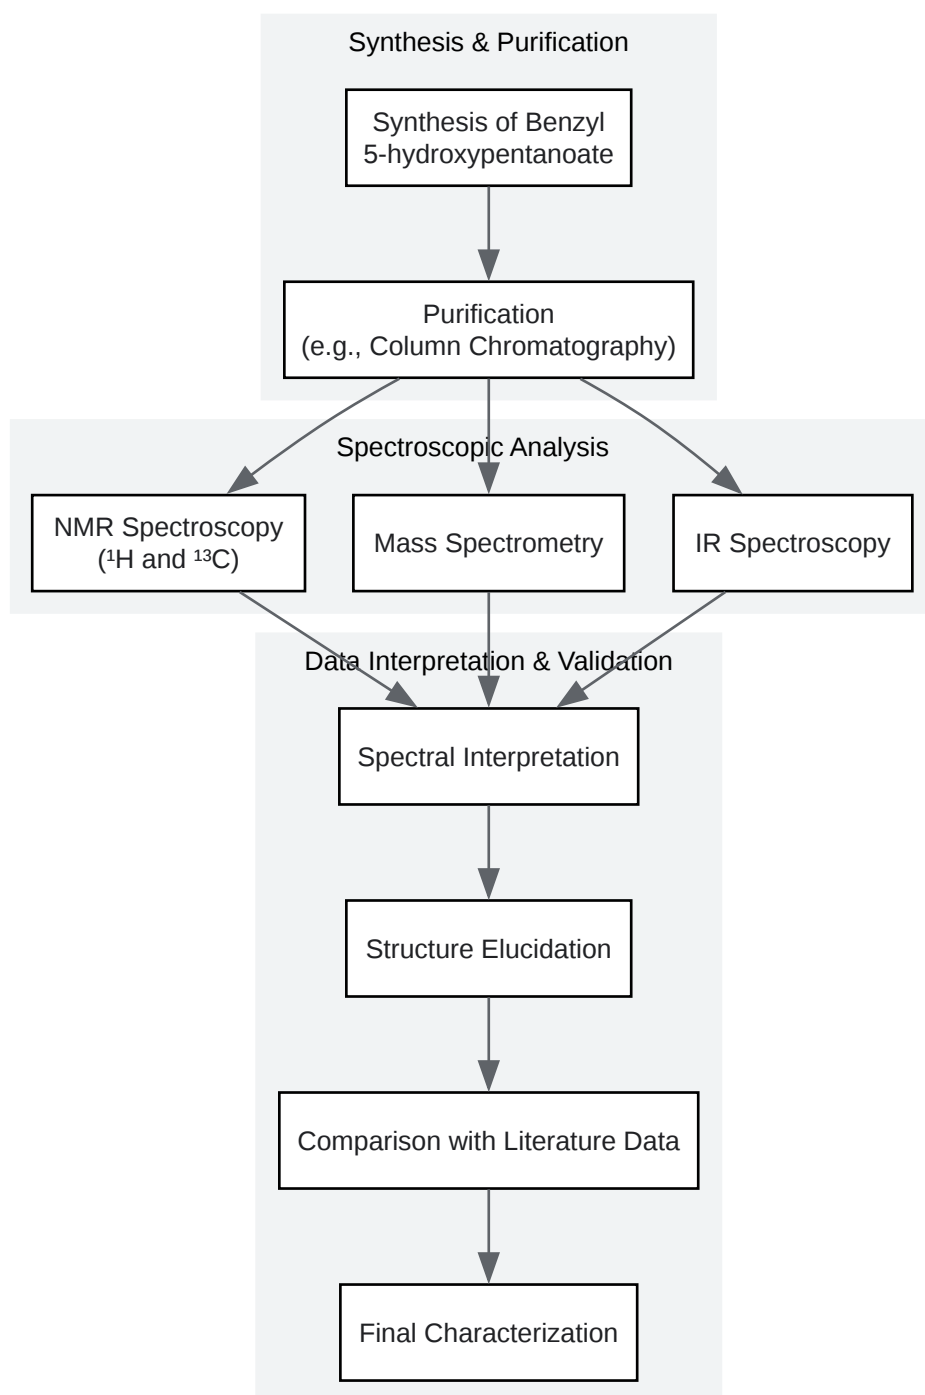 Synthesis & Purification
Synthesis of Benzyl
5-hydroxypentanoate
Purification
(e.g., Column Chromatography)
Spectroscopic Analysis
NMR Spectroscopy
(¹H and ¹³C)
Mass Spectrometry
IR Spectroscopy
Data Interpretation & Validation
Spectral Interpretation
Structure Elucidation
Comparison with Literature Data
Final Characterization